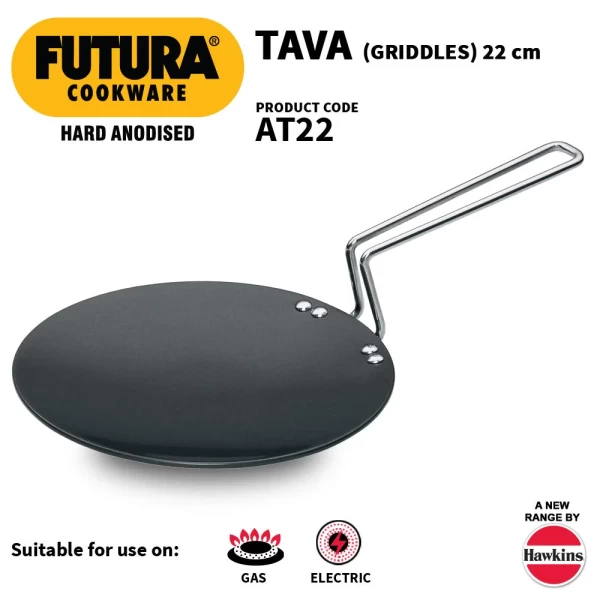 FUTURA®
COOKWARE
HARD ANODISED
TAVA (GRIDDLES) 22 cm
PRODUCT CODE
AT22
Suitable for use on:
GAS
ELECTRIC
A NEW
RANGE BY
Hawkins